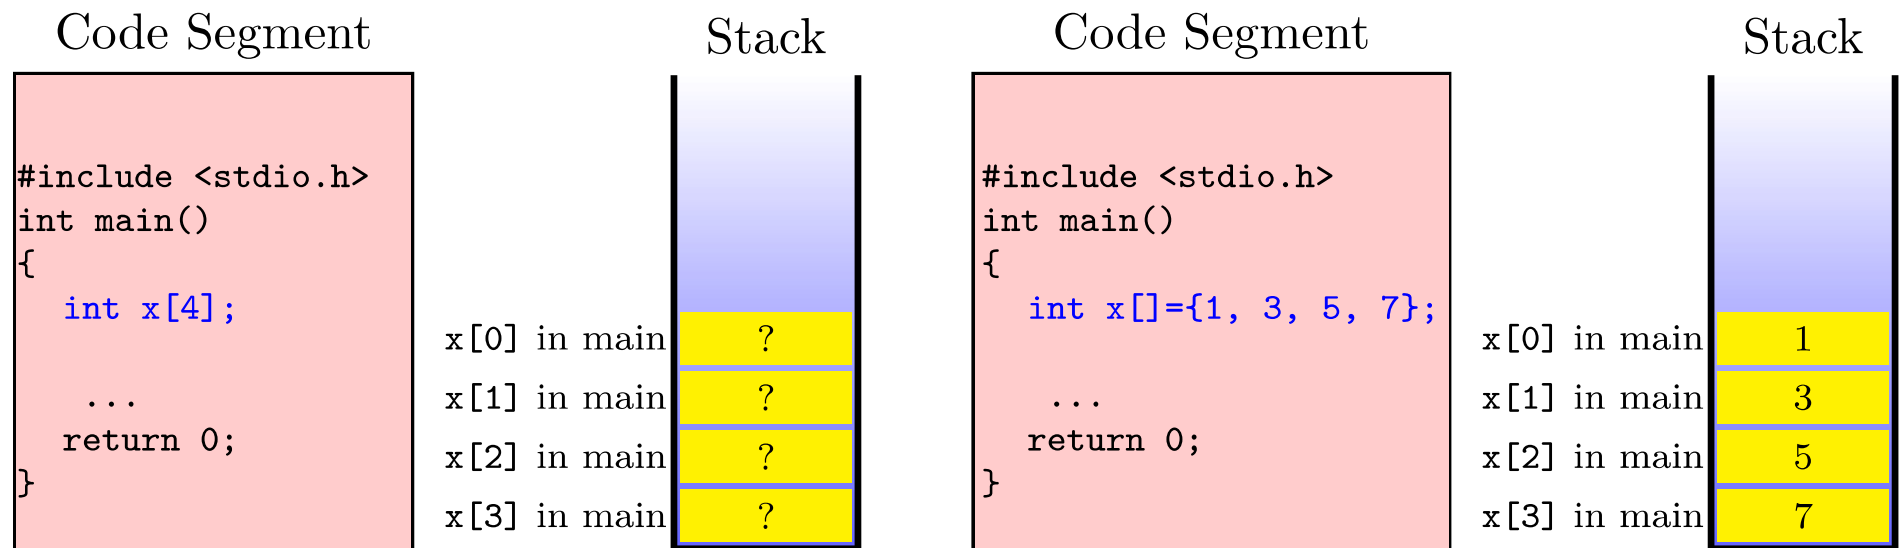 Code Segment
#include <stdio.h>
int main()
{
int x[4];
...
return 0;
}
Stack
x[0] in main ?
x[1] in main ?
x[2] in main ?
x[3] in main ?
Code Segment
#include <stdio.h>
int main()
{
int x[]={1, 3, 5, 7};
...
return 0;
}
Stack
x[0] in main 1
x[1] in main 3
x[2] in main 5
x[3] in main 7